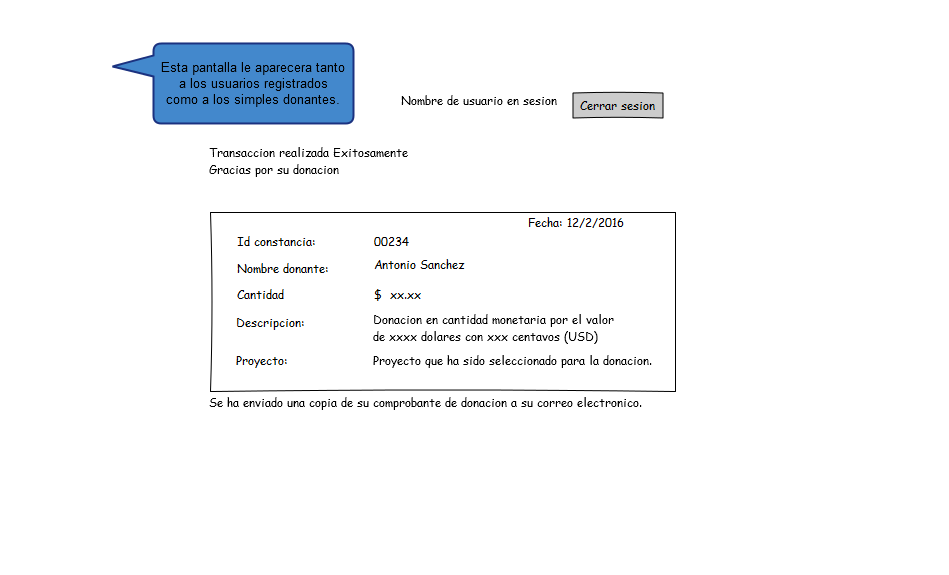 Esta pantalla le aparecera tanto
a los usuarios registrados
como a los simples donantes.
Nombre de usuario en sesion
Cerrar sesion
Transaccion realizada Exitosamente
Gracias por su donacion
Fecha: 12/2/2016
Id constancia: 00234
Nombre donante: Antonio Sanchez
Cantidad $ xx.xx
Descripcion: Donacion en cantidad monetaria por el valor
de xxxx dolares con xxx centavos (USD)
Proyecto: Proyecto que ha sido seleccionado para la donacion.
Se ha enviado una copia de su comprobante de donacion a su correo electronico.